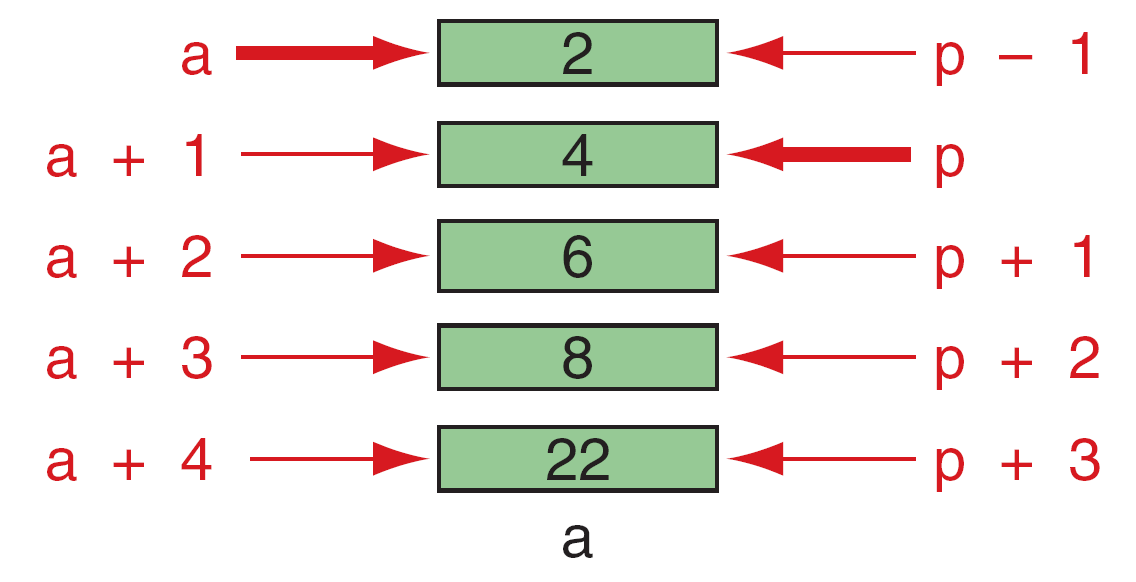 a 2 p – 1
a + 1 4 p
a + 2 6 p + 1
a + 3 8 p + 2
a + 4 22 p + 3
a